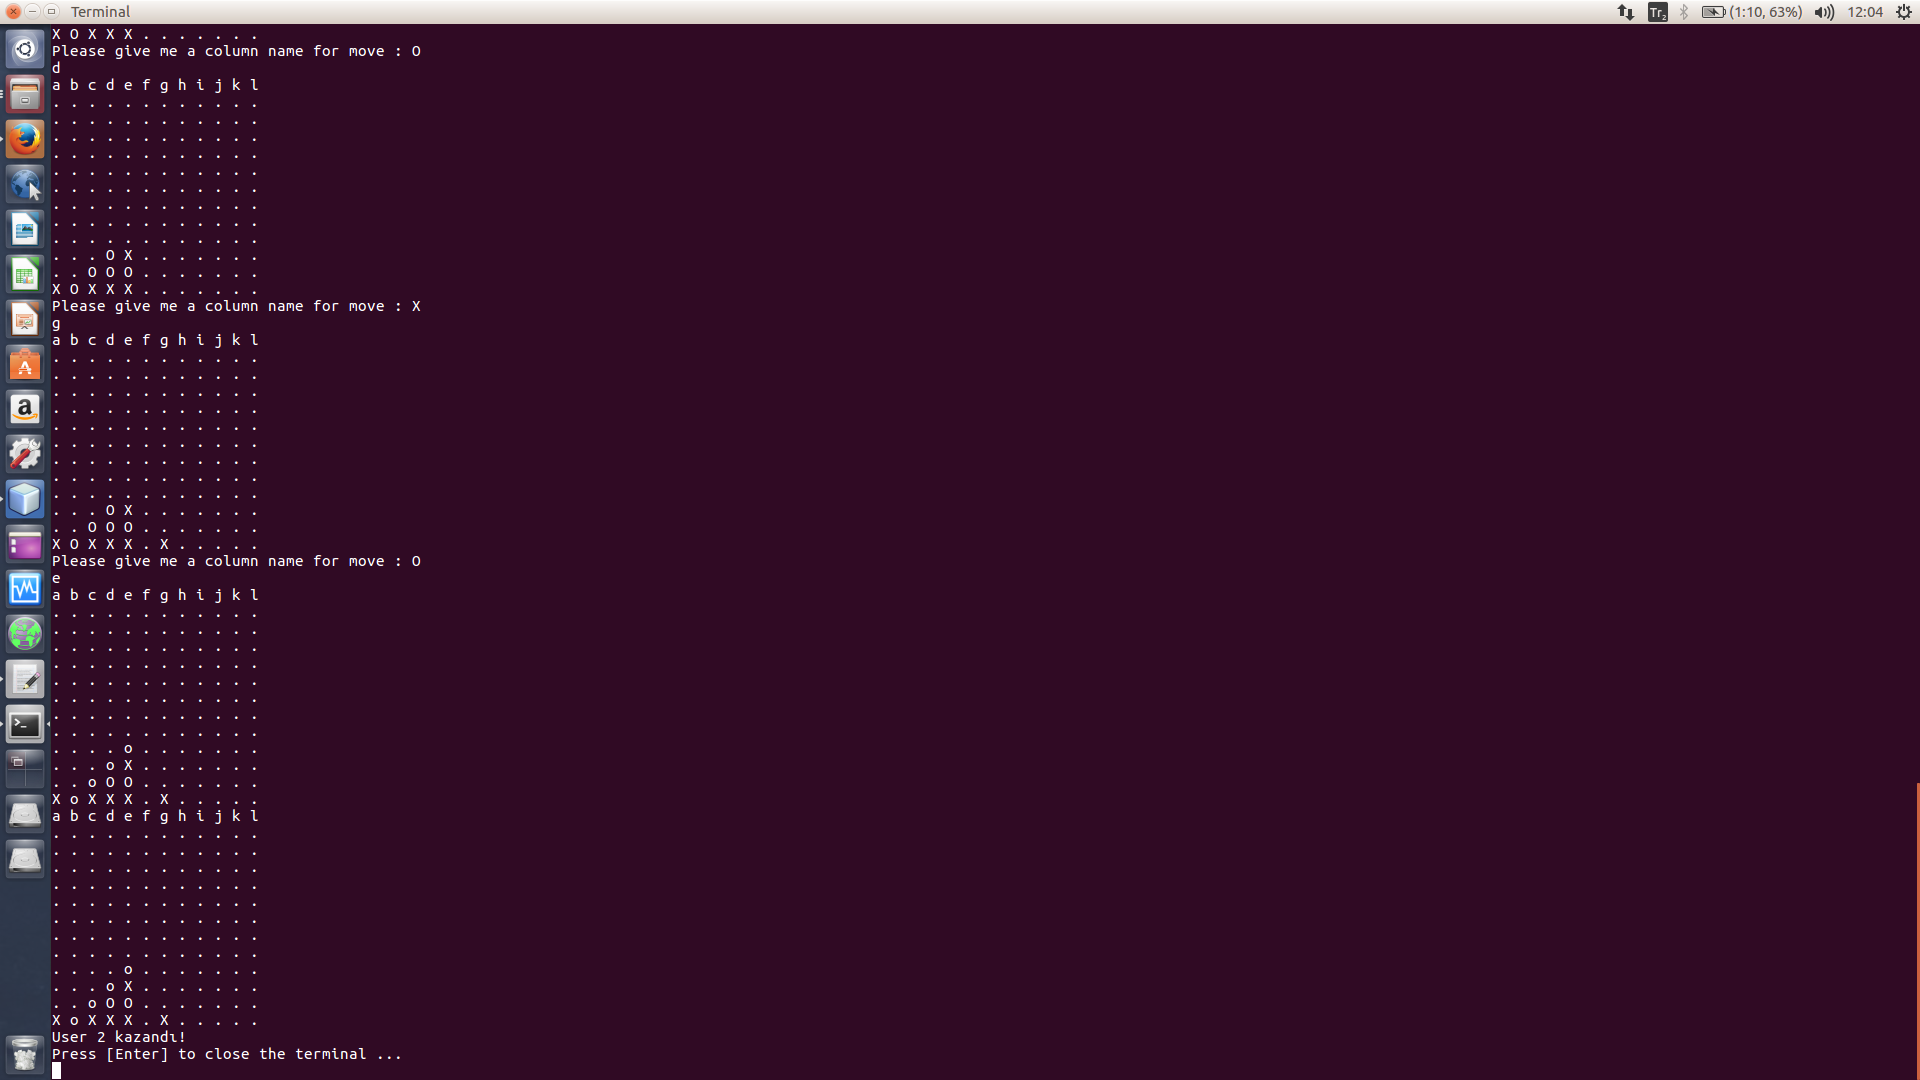 Terminal
Tr2
(1:10, 63%)
12:04
X O X X X . . . . . . .
Please give me a column name for move : O
d
a b c d e f g h i j k l
. . . . . . . . . . . .
. . . . . . . . . . . .
. . . . . . . . . . . .
. . . . . . . . . . . .
. . . . . . . . . . . .
. . . . . . . . . . . .
. . . . . . . . . . . .
. . . . . . . . . . . .
. . . . . . . . . . . .
. . . O X . . . . . . .
. . O O O . . . . . . .
X O X X X . . . . . . .
Please give me a column name for move : X
g
a b c d e f g h i j k l
. . . . . . . . . . . .
. . . . . . . . . . . .
. . . . . . . . . . . .
. . . . . . . . . . . .
. . . . . . . . . . . .
. . . . . . . . . . . .
. . . . . . . . . . . .
. . . . . . . . . . . .
. . . . . . . . . . . .
. . . O X . . . . . . .
. . O O O . . . . . . .
X O X X X . X . . . . .
Please give me a column name for move : O
e
a b c d e f g h i j k l
. . . . . . . . . . . .
. . . . . . . . . . . .
. . . . . . . . . . . .
. . . . . . . . . . . .
. . . . . . . . . . . .
. . . . . . . . . . . .
. . . . . . . . . . . .
. . . . . . . . . . . .
. . . . o . . . . . . .
. . . o X . . . . . . .
. . o O O . . . . . . .
X o X X X . X . . . . .
a b c d e f g h i j k l
. . . . . . . . . . . .
. . . . . . . . . . . .
. . . . . . . . . . . .
. . . . . . . . . . . .
. . . . . . . . . . . .
. . . . . . . . . . . .
. . . . . . . . . . . .
. . . . . . . . . . . .
. . . . o . . . . . . .
. . . o X . . . . . . .
. . o O O . . . . . . .
X o X X X . X . . . . .
User 2 kazandı!
Press [Enter] to close the terminal ...